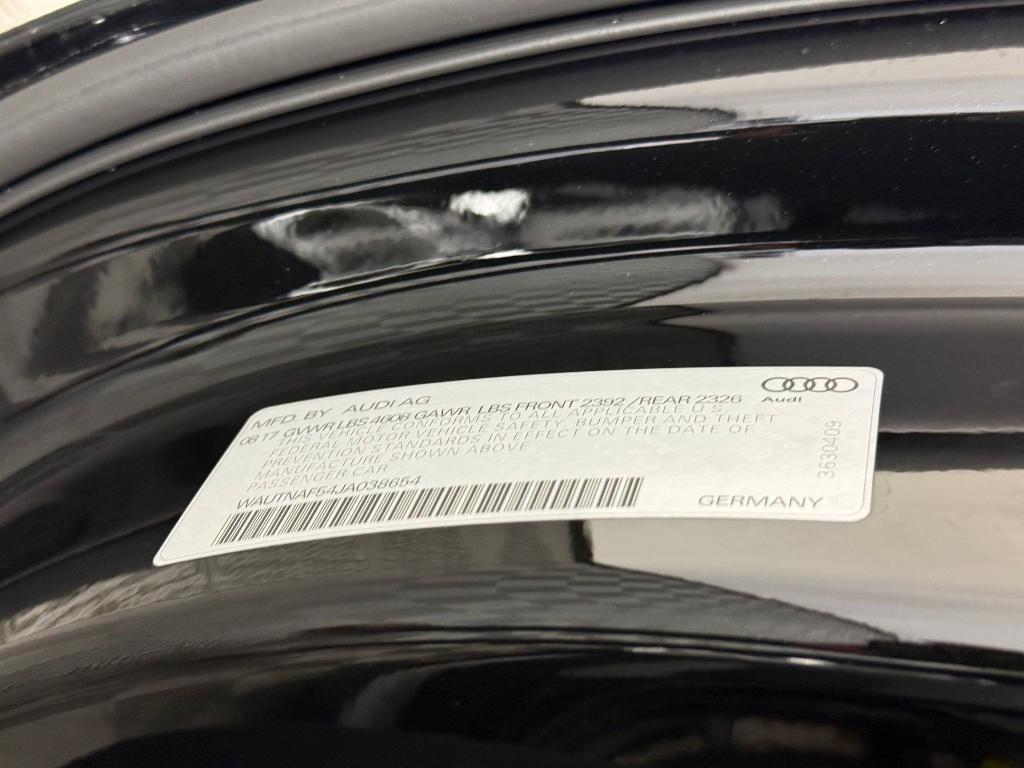 MFD. BY AUDI AG
08 17 GVWR LBS 4608 GAWR LBS FRONT 2392 / REAR 2326
THIS VEHICLE CONFORMS TO ALL APPLICABLE U.S.
FEDERAL MOTOR VEHICLE SAFETY, BUMPER AND THEFT
PREVENTION STANDARDS IN EFFECT ON THE DATE OF
MANUFACTURE SHOWN ABOVE
PASSENGER CAR
WAUTNAF54JA038654
GERMANY
Audi
3630409